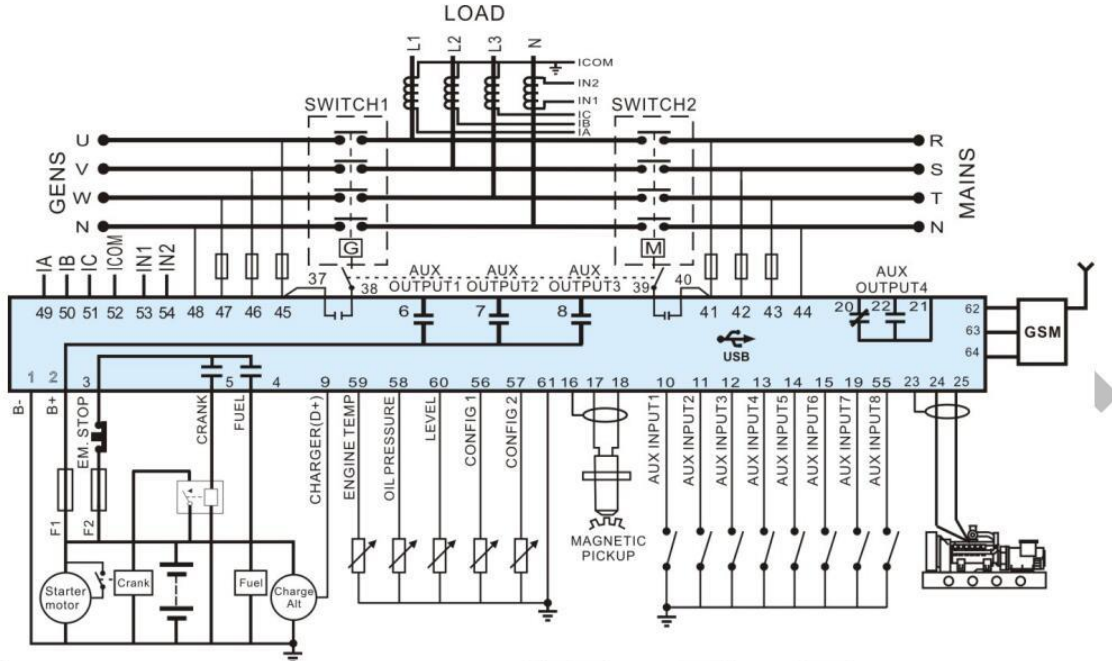 LOAD
L1 L2 L3 N
ICOM
IN2
IN1
IC
IB
IA
SWITCH1 SWITCH2
GENS
U
V
W
N
MAINS
R
S
T
N
G M
IA IB IC ICOM IN1 IN2
37 38 39 40
AUX OUTPUT1
AUX OUTPUT2
AUX OUTPUT3
AUX OUTPUT4
49 50 51 52 53 54 48 47 46 45 6 7 8 41 42 43 44 20 22 21 62
63
64
GSM
USB
1 2 3 5 4 9 59 58 60 56 57 61 16 17 18 10 11 12 13 14 15 19 55 23 24 25
B-
B+
EM. STOP
CRANK
FUEL
CHARGER(D+)
ENGINE TEMP
OIL PRESSURE
LEVEL
CONFIG 1
CONFIG 2
AUX INPUT1
AUX INPUT2
AUX INPUT3
AUX INPUT4
AUX INPUT5
AUX INPUT6
AUX INPUT7
AUX INPUT8
F1
F2
MAGNETIC
PICKUP
Starter
motor
Crank
Fuel
Charge
Alt